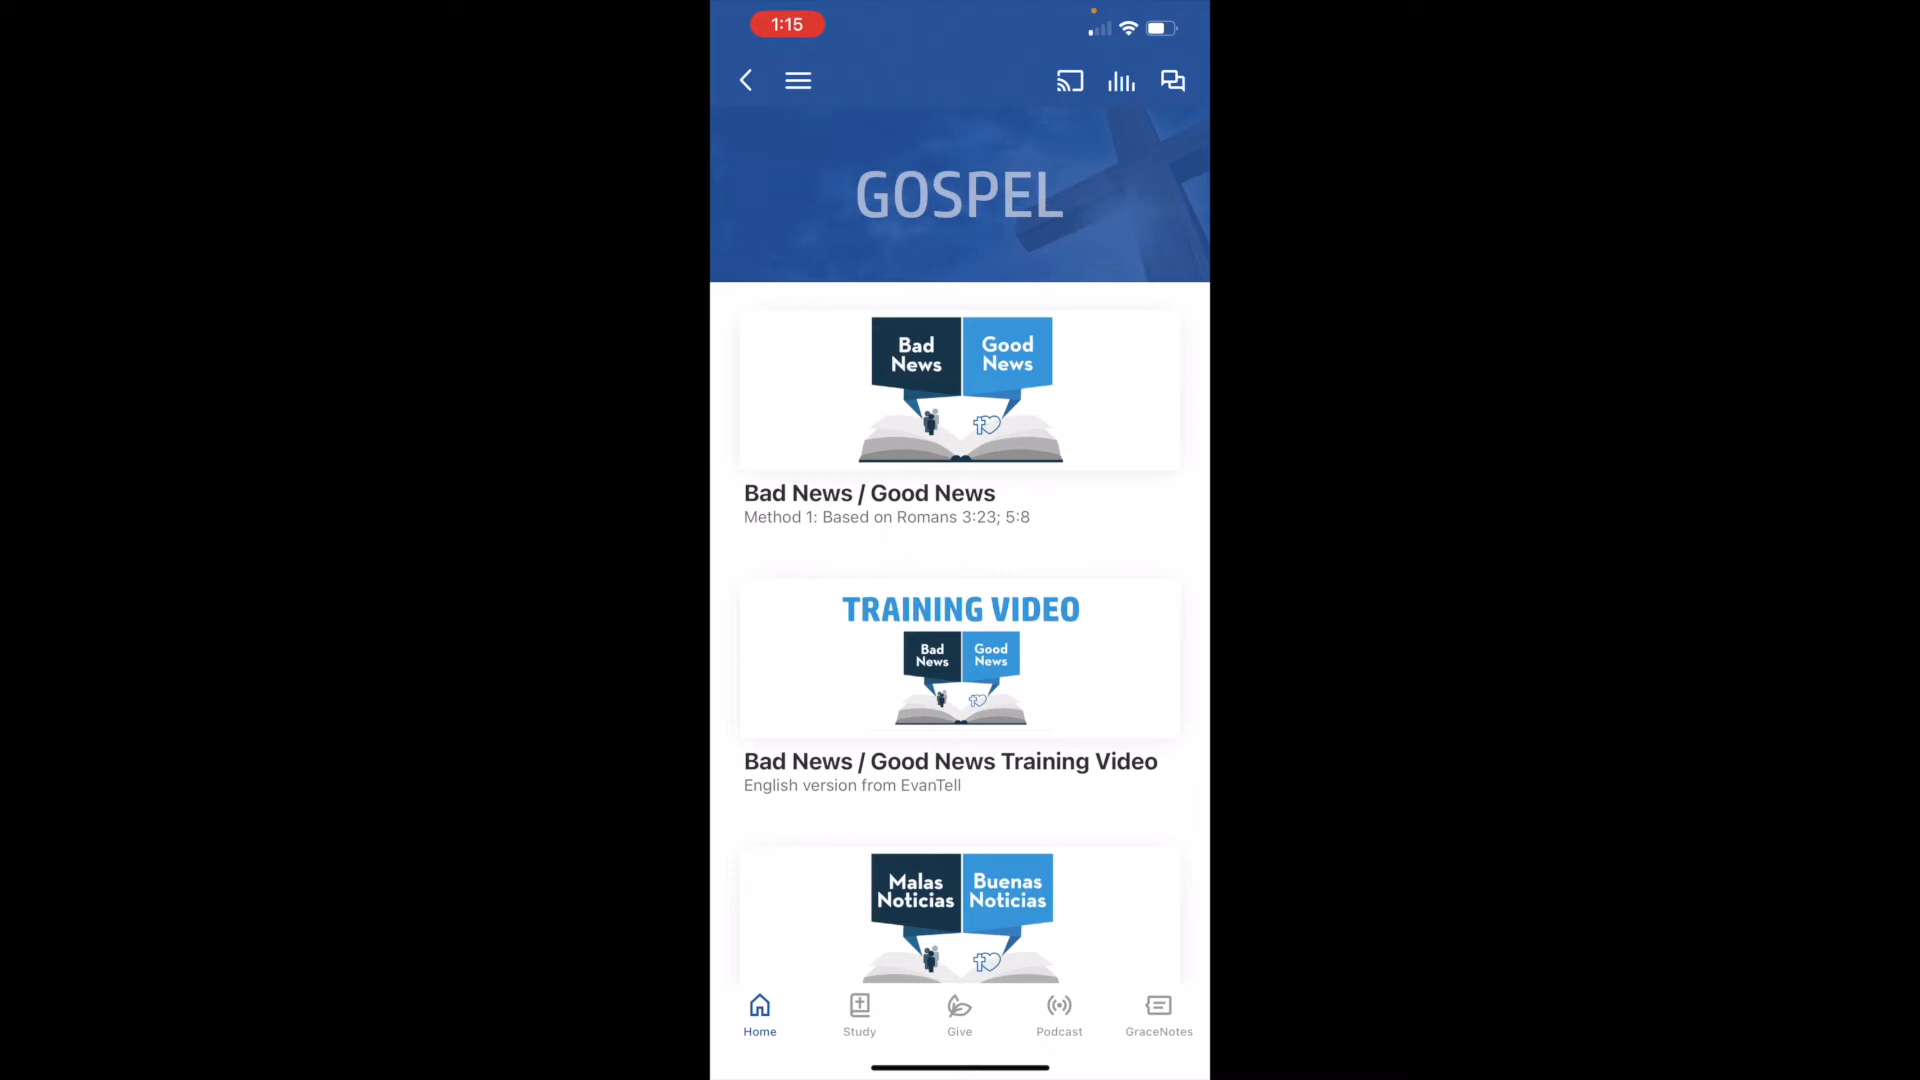 1:15
GOSPEL
Bad
News
Good
News
Bad News / Good News
Method 1: Based on Romans 3:23; 5:8
TRAINING VIDEO
Bad
News
Good
News
Bad News / Good News Training Video
English version from EvanTell
Malas
Noticias
Buenas
Noticias
Home
Study
Give
Podcast
GraceNotes